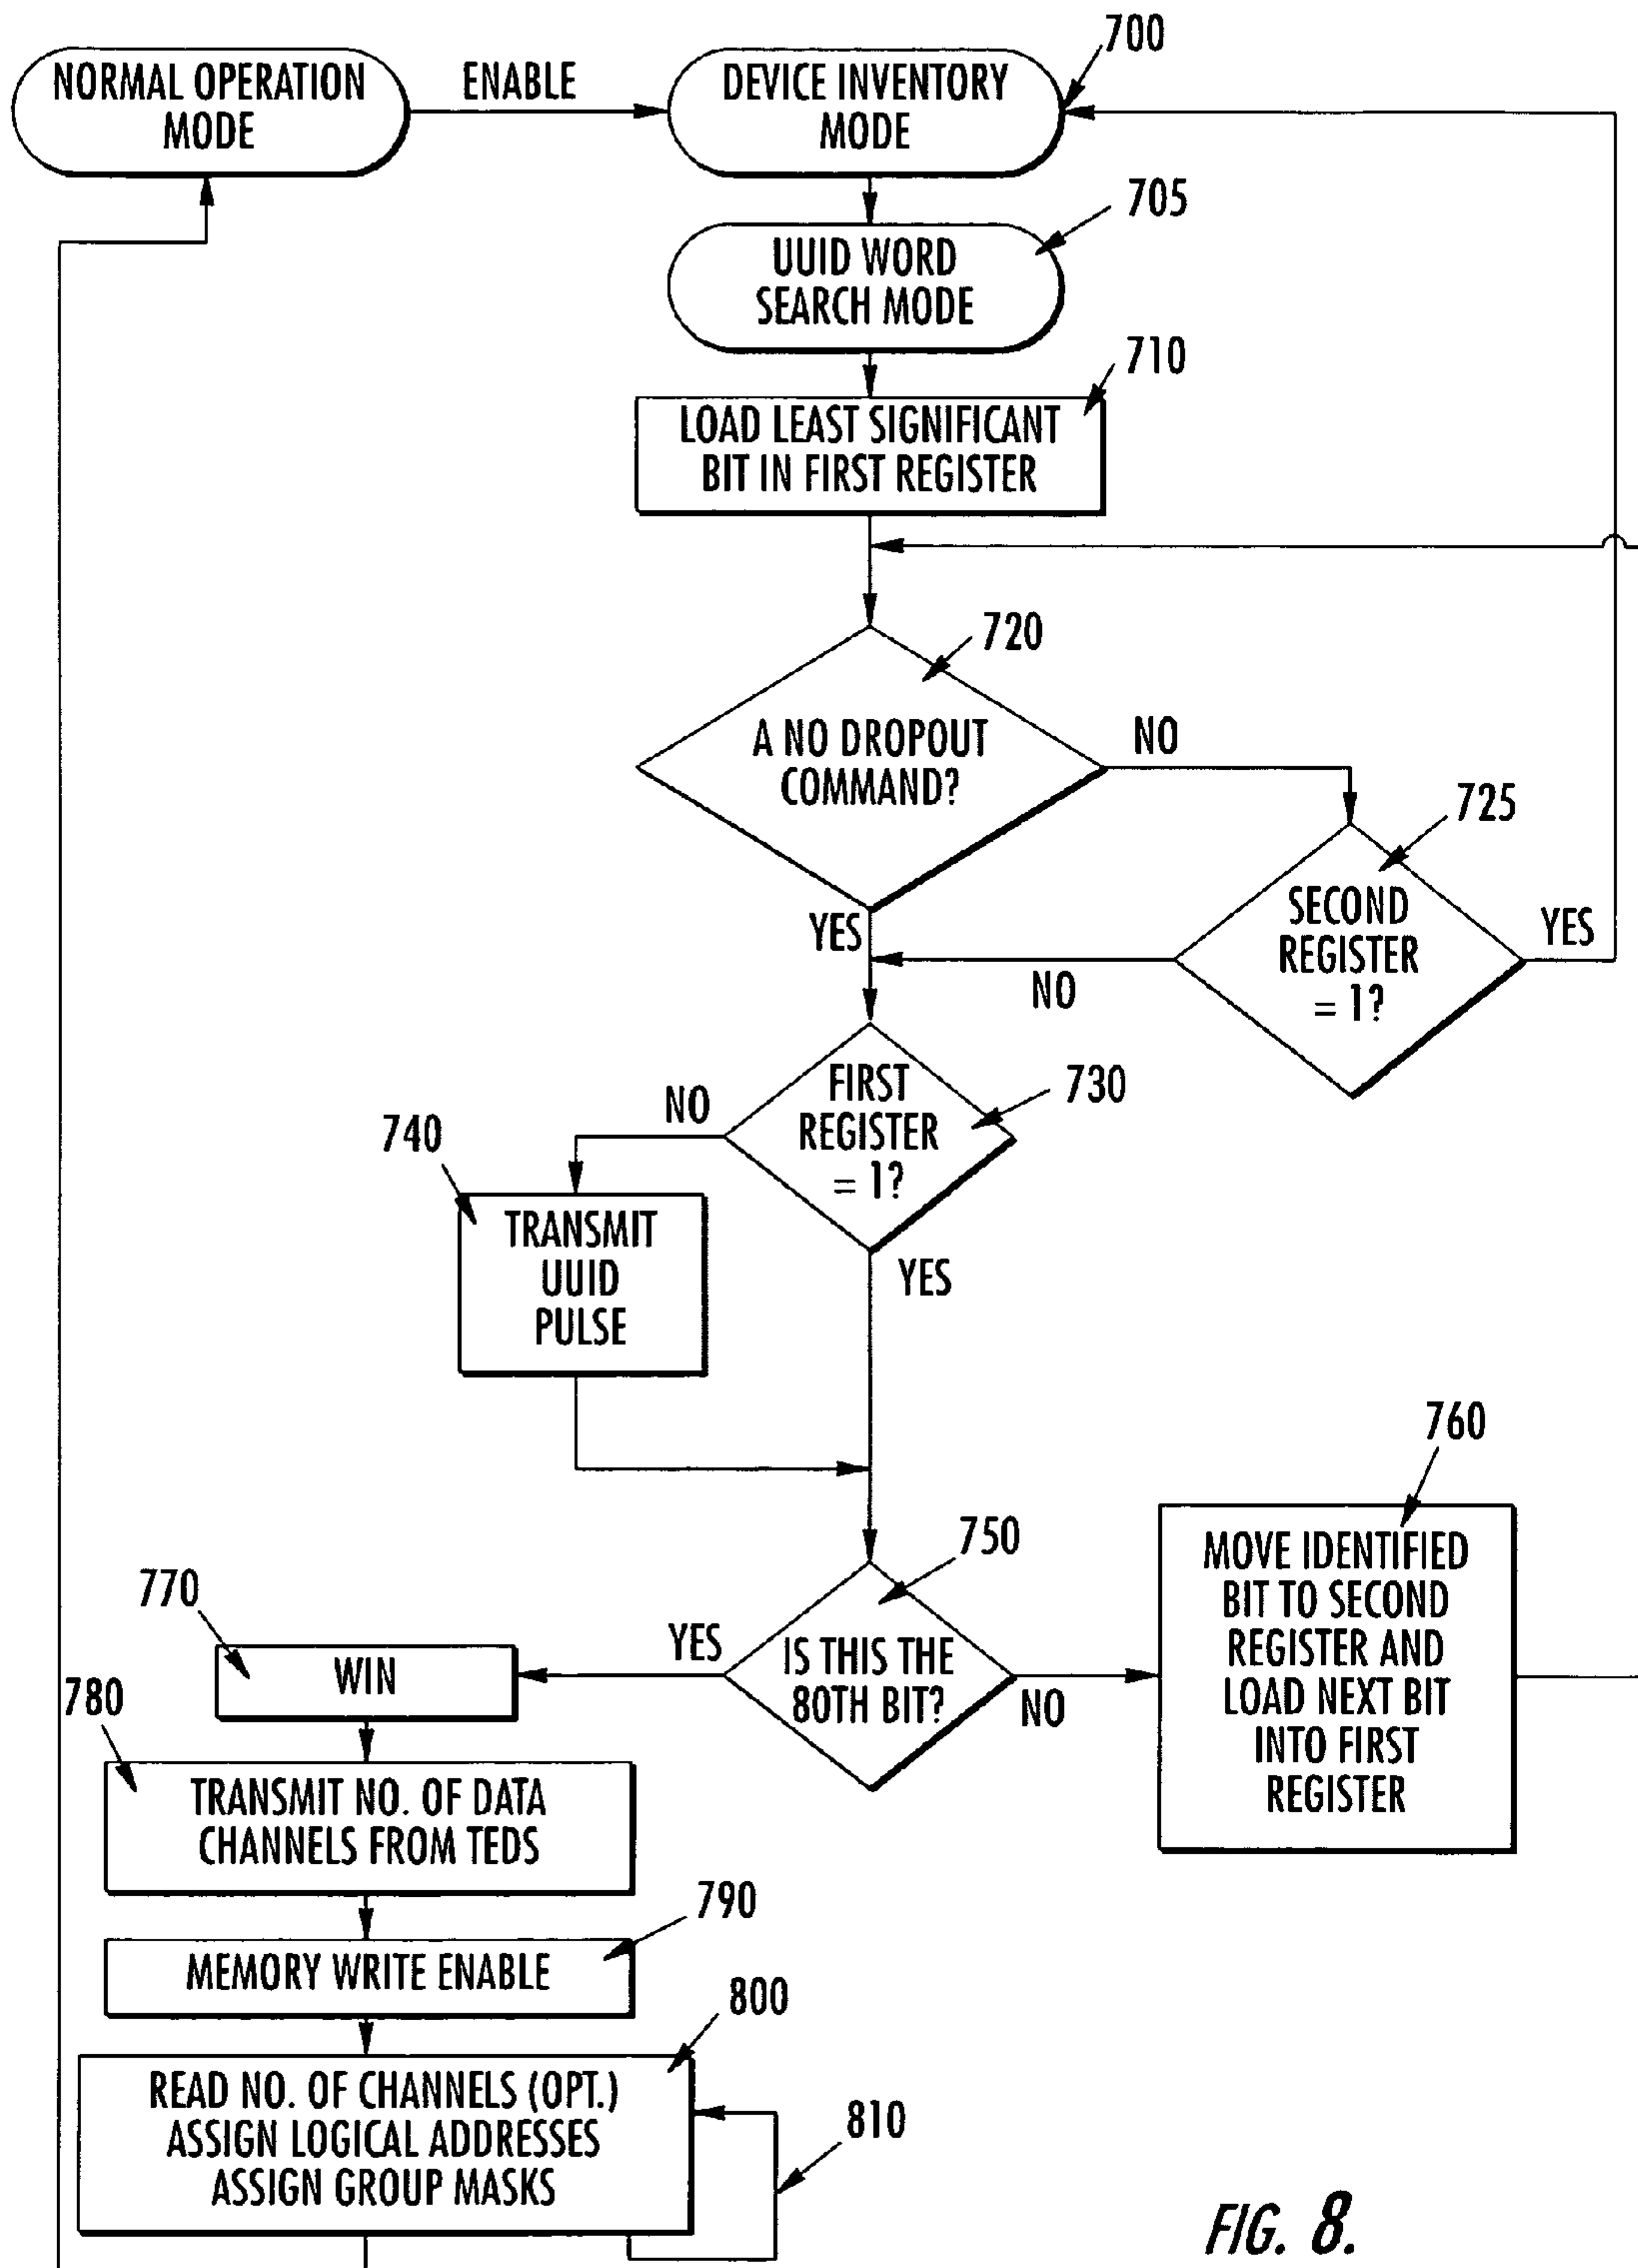 NORMAL OPERATION
MODE
ENABLE
DEVICE INVENTORY
MODE
700
UUID WORD
SEARCH MODE
705
LOAD LEAST SIGNIFICANT
BIT IN FIRST REGISTER
710
A NO DROPOUT
COMMAND?
720
NO
YES
SECOND
REGISTER
= 1?
725
YES
NO
FIRST
REGISTER
= 1?
730
NO
YES
740
TRANSMIT
UUID
PULSE
IS THIS THE
80TH BIT?
750
YES
NO
760
MOVE IDENTIFIED
BIT TO SECOND
REGISTER AND
LOAD NEXT BIT
INTO FIRST
REGISTER
770
WIN
780
TRANSMIT NO. OF DATA
CHANNELS FROM TEDS
790
MEMORY WRITE ENABLE
800
READ NO. OF CHANNELS (OPT.)
ASSIGN LOGICAL ADDRESSES
ASSIGN GROUP MASKS
810
FIG. 8.